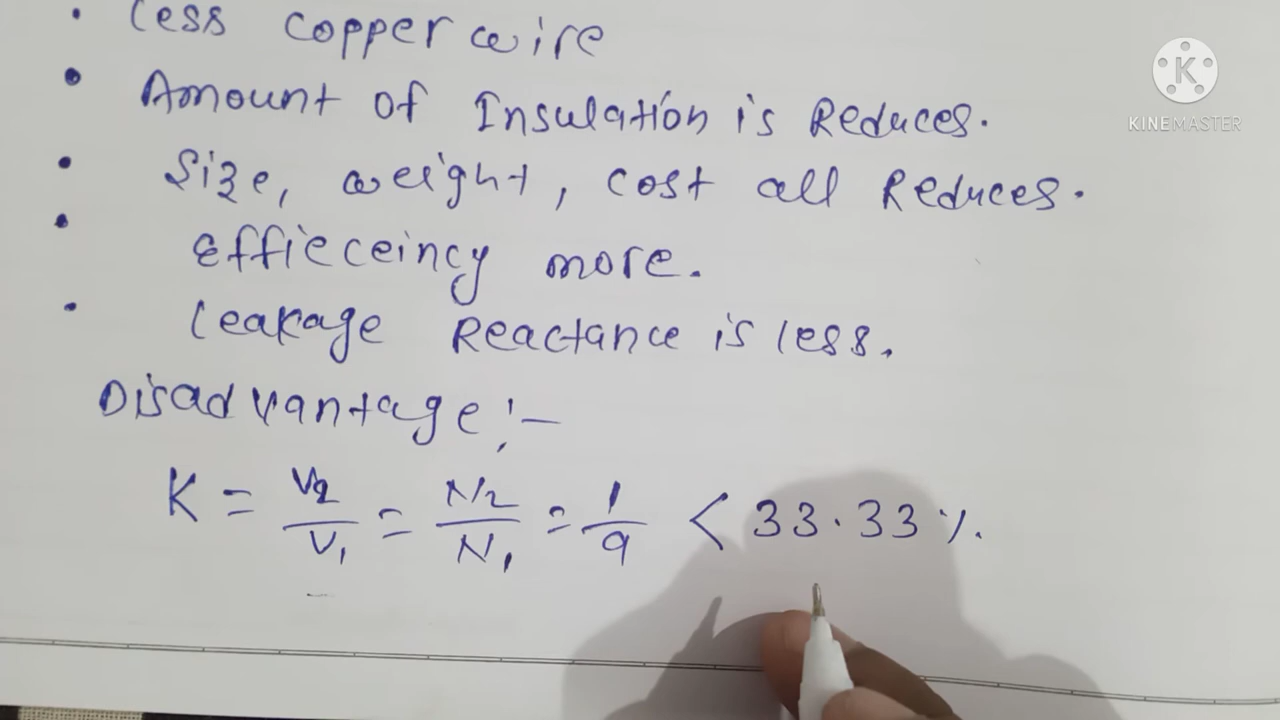 • Less copper wire
KINEMASTER
• Amount of Insulation is Reduces.
• Size, weight, cost all Reduces.
• Effieceincy more.
• Leakage Reactance is less.
Disadvantage :-
K = V2/V1 = N2/N1 = 1/a < 33.33 %.